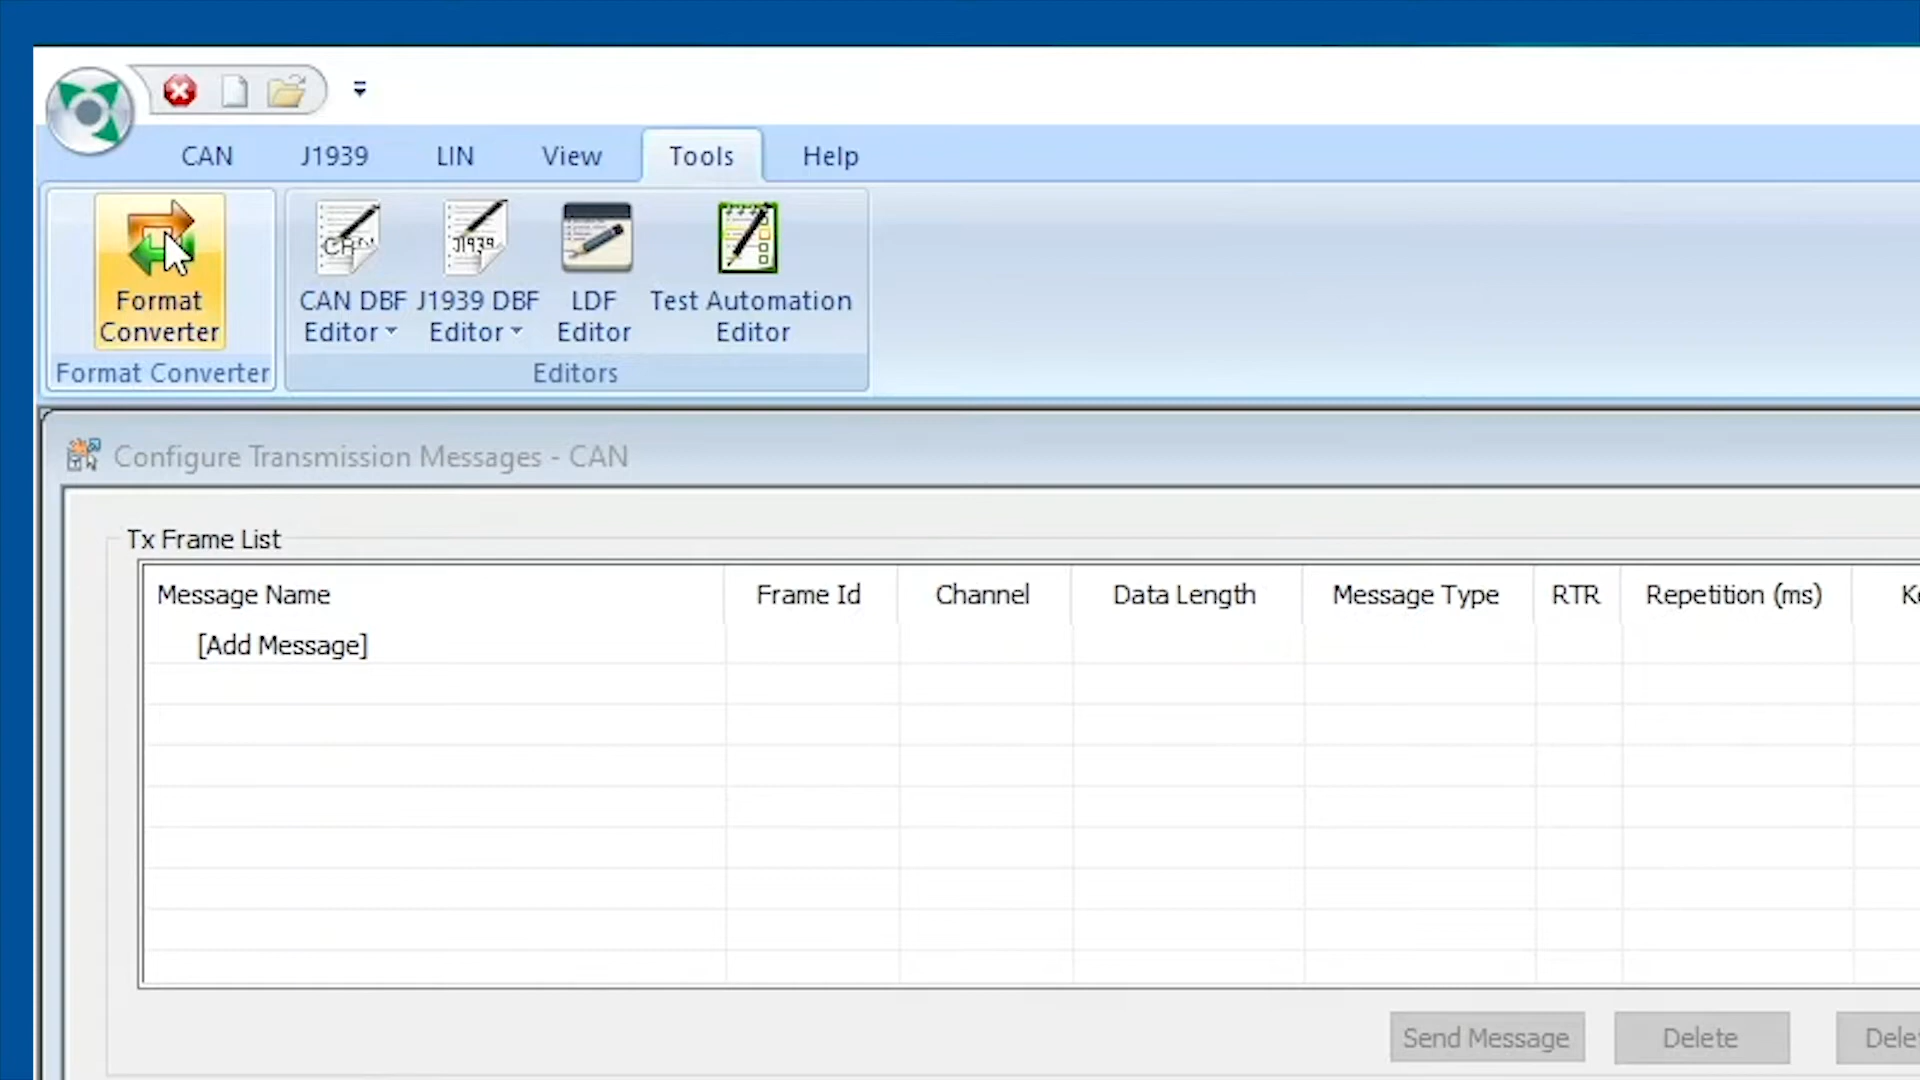 CAN J1939 LIN View Tools Help
CAN J1939
Format Converter
CAN DBF Editor
J1939 DBF Editor
LDF Editor
Test Automation Editor
Format Converter Editors
Configure Transmission Messages - CAN
Tx Frame List
Message Name Frame Id Channel Data Length Message Type RTR Repetition (ms)
[Add Message]
Send Message Delete